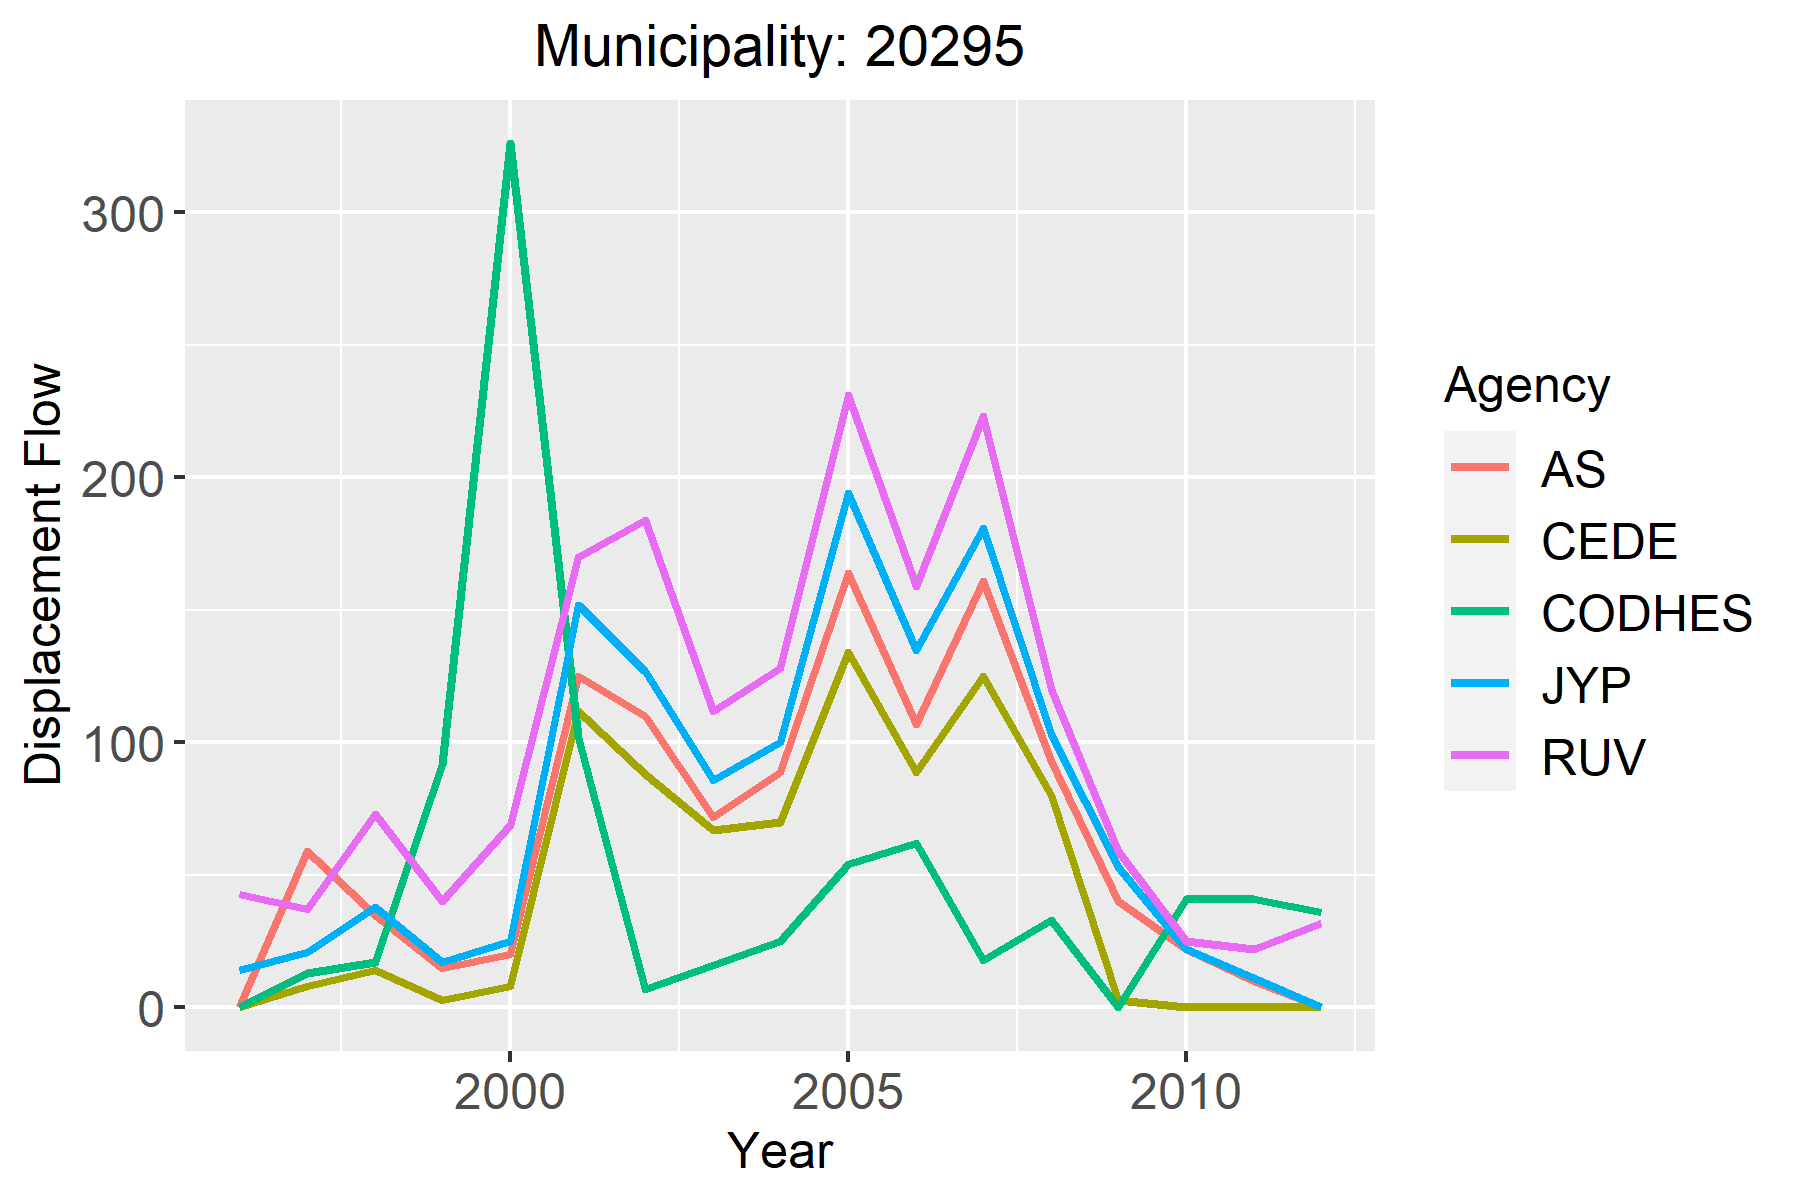 Municipality: 20295
Displacement Flow
300
200
100
0
2000 2005 2010
Year
Agency
AS
CEDE
CODHES
JYP
RUV